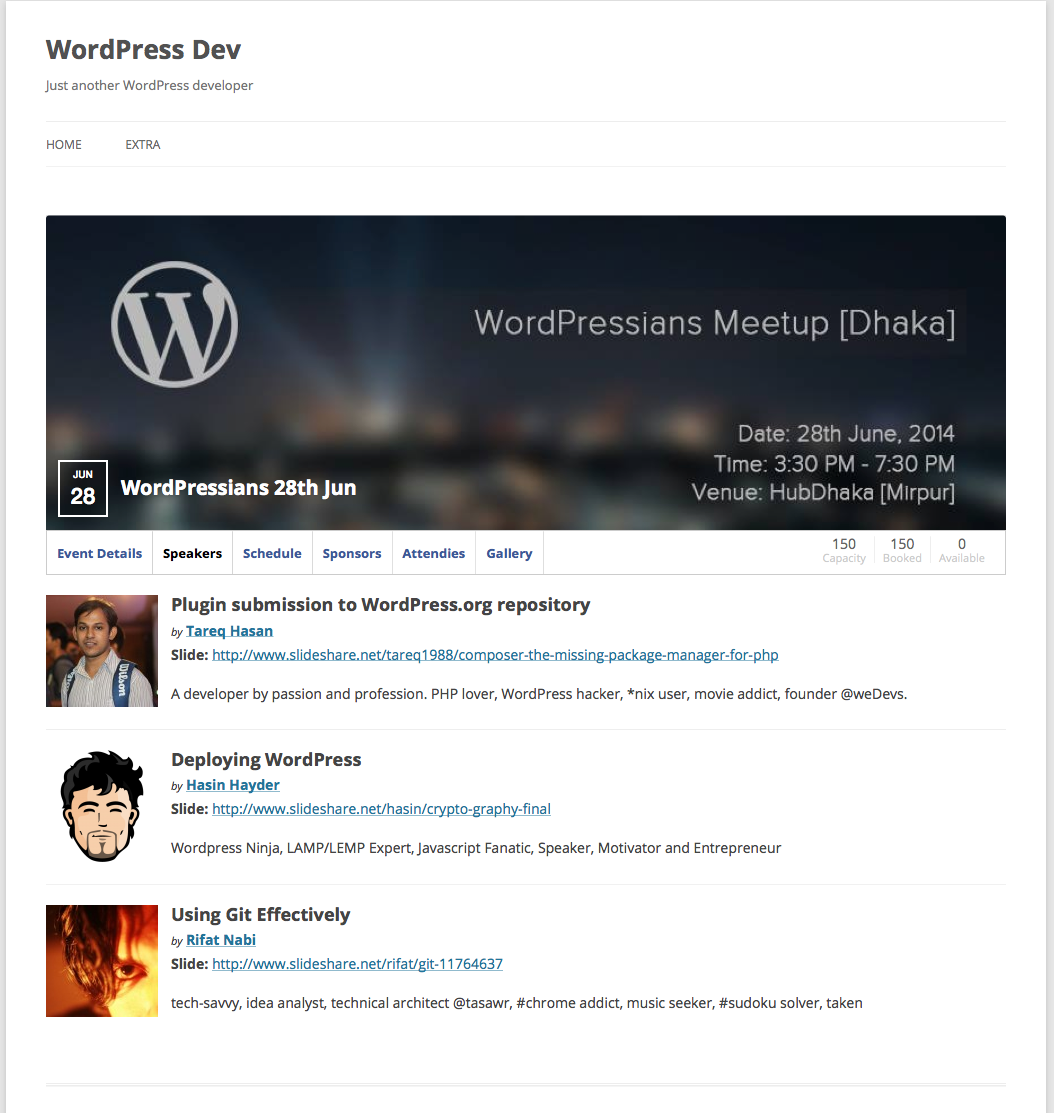 WordPress Dev
Just another WordPress developer
HOME EXTRA
WordPressians Meetup [Dhaka]
Date: 28th June, 2014
Time: 3:30 PM - 7:30 PM
Venue: HubDhaka [Mirpur]
JUN
28
WordPressians 28th Jun
Event Details Speakers Schedule Sponsors Attendies Gallery
150 150 0
Capacity Booked Available
Plugin submission to WordPress.org repository
by Tareq Hasan
Slide: http://www.slideshare.net/tareq1988/composer-the-missing-package-manager-for-php
A developer by passion and profession. PHP lover, WordPress hacker, *nix user, movie addict, founder @weDevs.
Wilson
Deploying WordPress
by Hasin Hayder
Slide: http://www.slideshare.net/hasin/crypto-graphy-final
Wordpress Ninja, LAMP/LEMP Expert, Javascript Fanatic, Speaker, Motivator and Entrepreneur
Using Git Effectively
by Rifat Nabi
Slide: http://www.slideshare.net/rifat/git-11764637
tech-savvy, idea analyst, technical architect @tasawr, #chrome addict, music seeker, #sudoku solver, taken